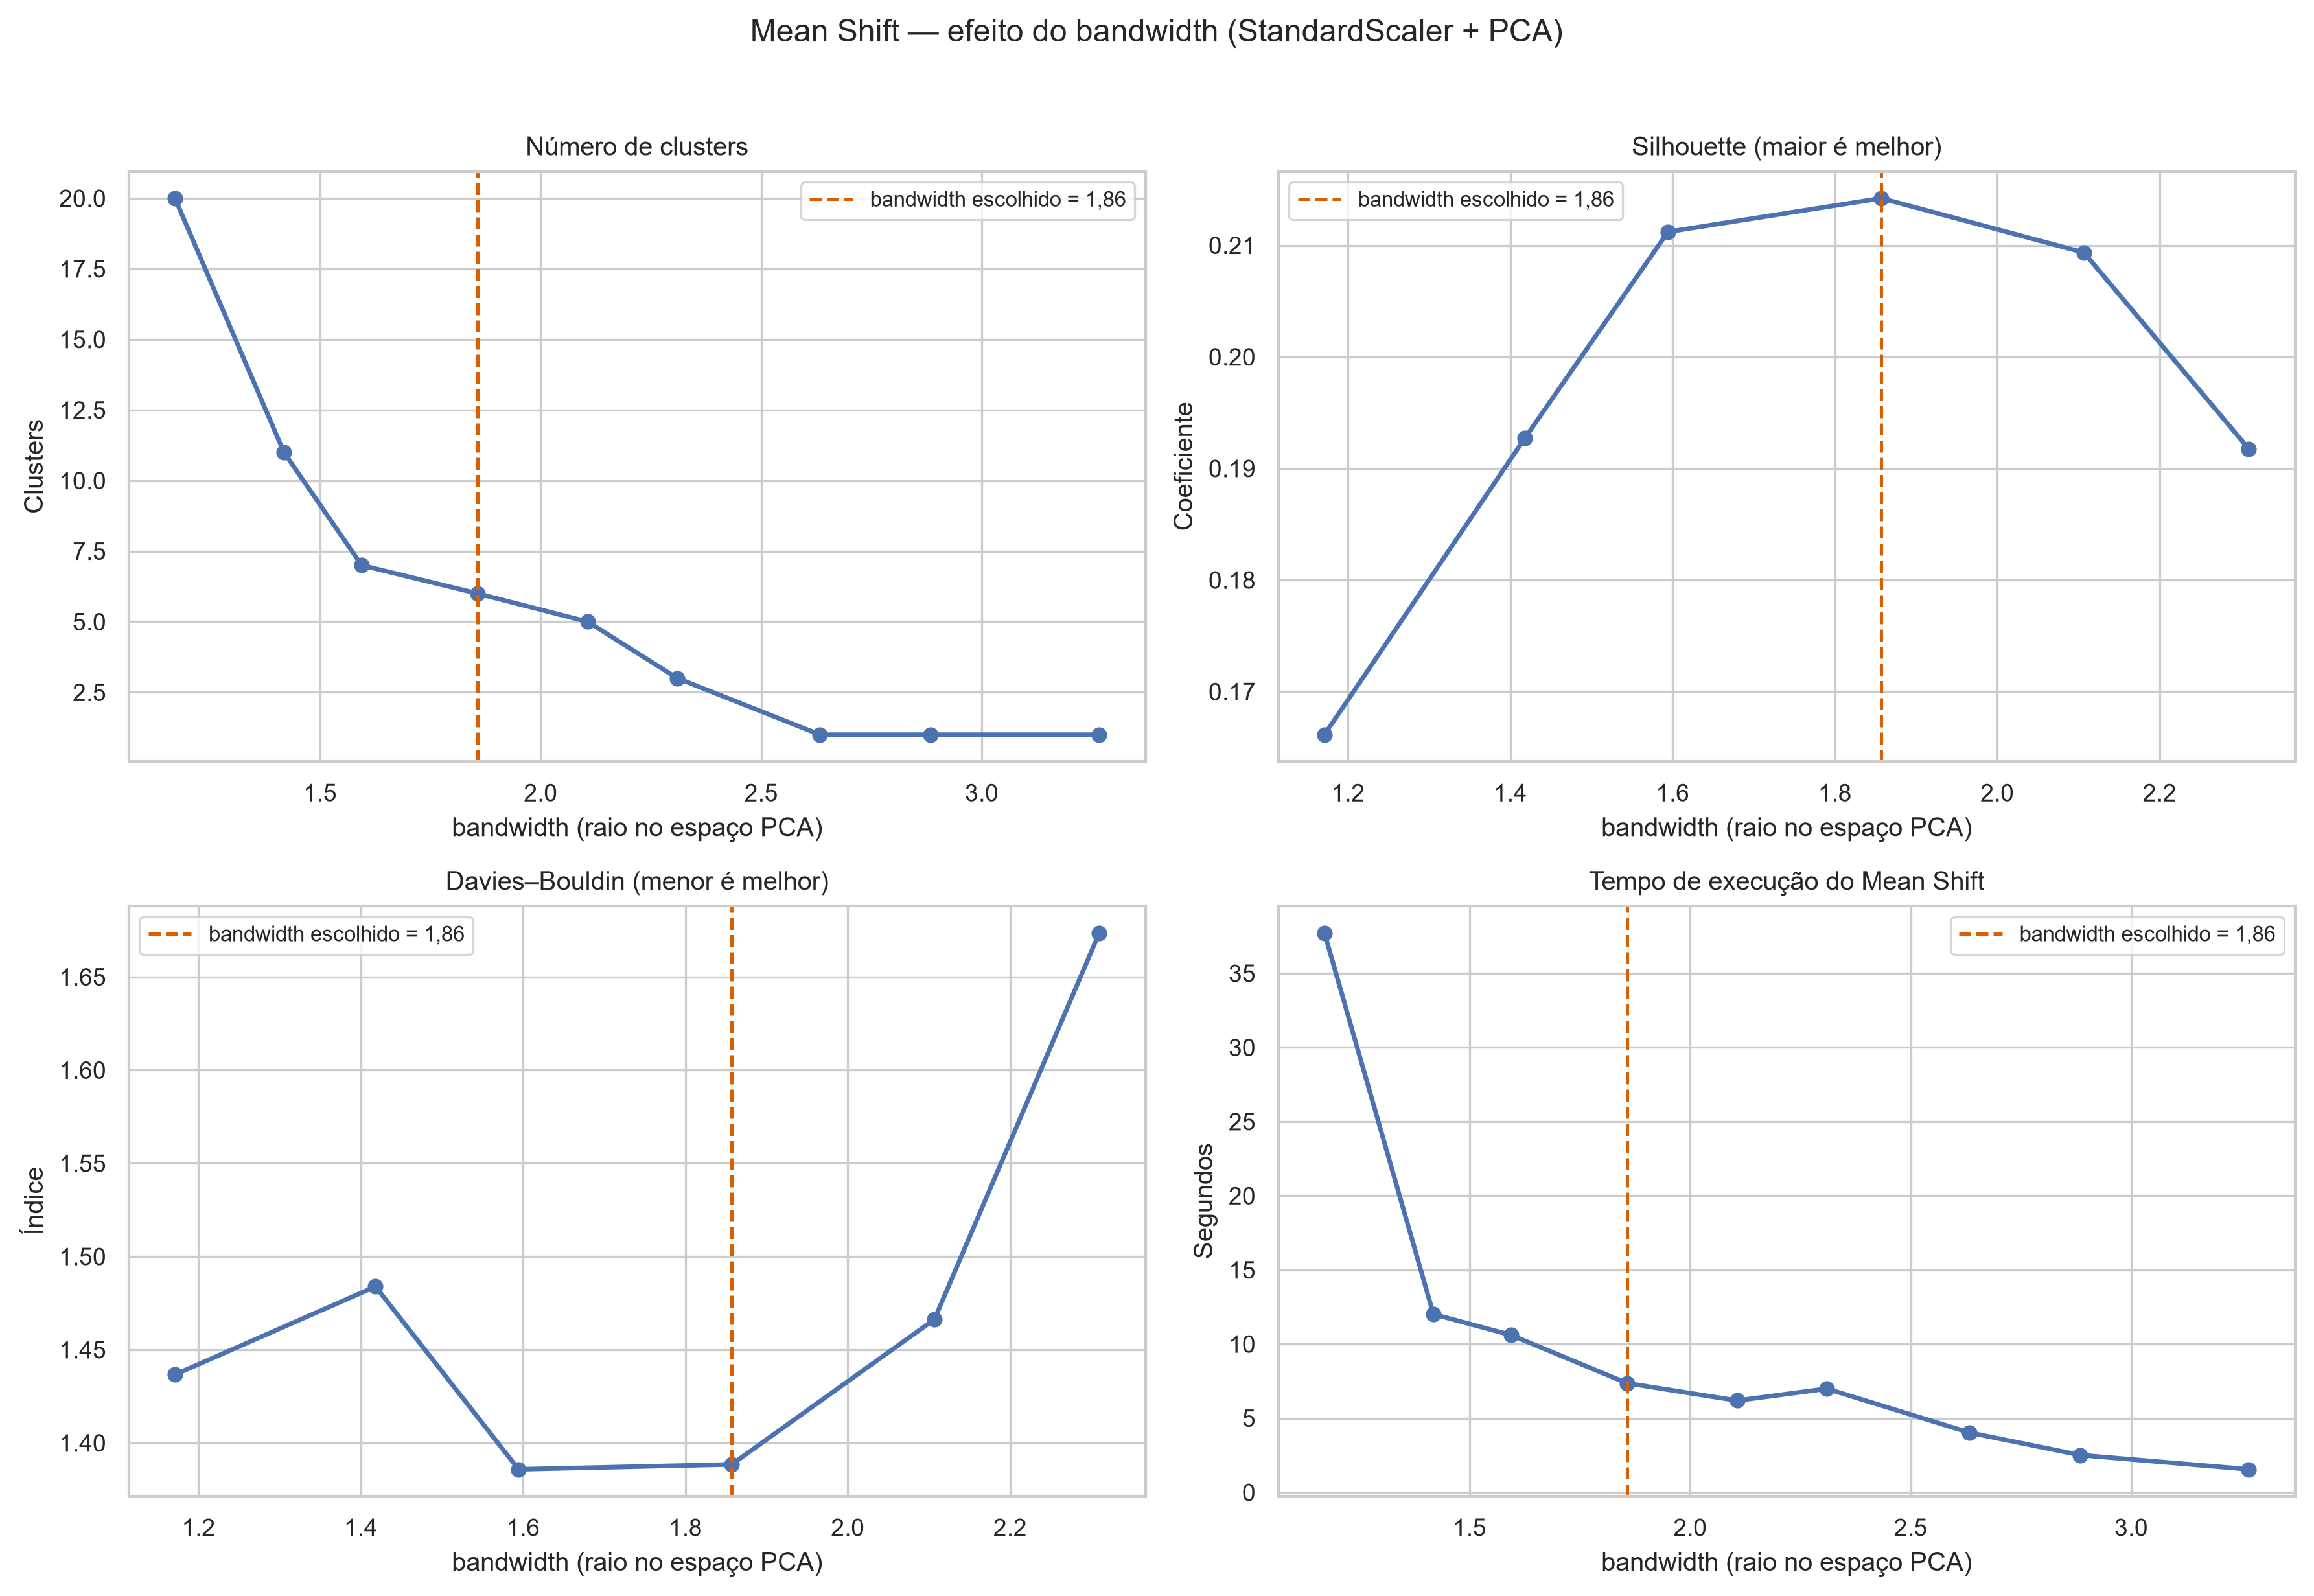 Mean Shift — efeito do bandwidth (StandardScaler + PCA)
Número de clusters
bandwidth escolhido = 1,86
Clusters
20.0
17.5
15.0
12.5
10.0
7.5
5.0
2.5
1.5 2.0 2.5 3.0
bandwidth (raio no espaço PCA)
Silhouette (maior é melhor)
bandwidth escolhido = 1,86
Coeficiente
0.21
0.20
0.19
0.18
0.17
1.2 1.4 1.6 1.8 2.0 2.2
bandwidth (raio no espaço PCA)
Davies–Bouldin (menor é melhor)
bandwidth escolhido = 1,86
Índice
1.65
1.60
1.55
1.50
1.45
1.40
1.2 1.4 1.6 1.8 2.0 2.2
bandwidth (raio no espaço PCA)
Tempo de execução do Mean Shift
bandwidth escolhido = 1,86
Segundos
35
30
25
20
15
10
5
0
1.5 2.0 2.5 3.0
bandwidth (raio no espaço PCA)